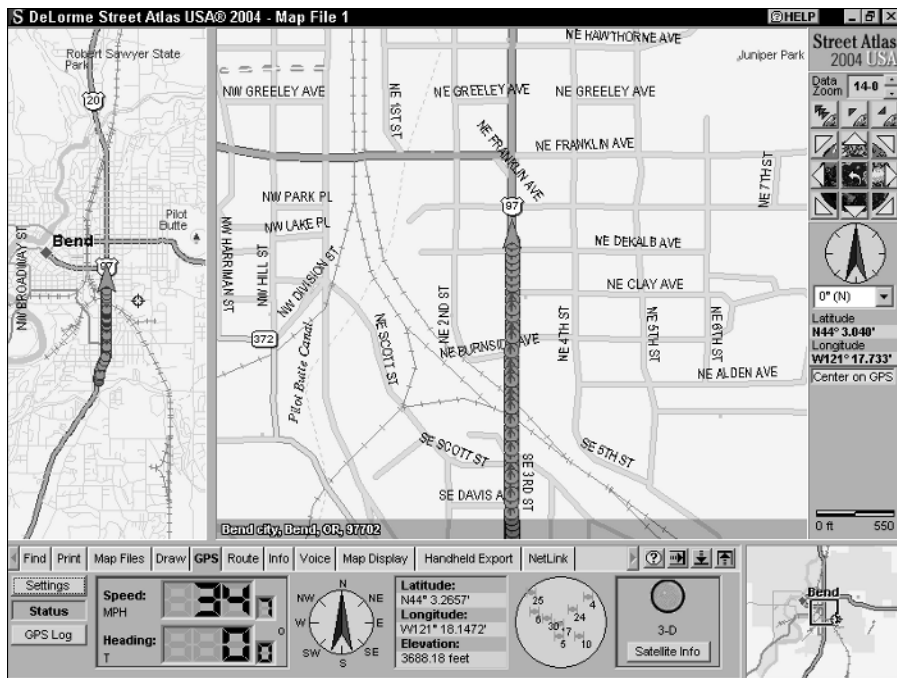 DeLorme Street Atlas USA® 2004 - Map File 1
HELP
Robert Sawyer State
Park
20
Pilot
Butte
Bend
97
NW BROADWAY ST
NE HAWTHORNE AVE
Juniper Park
NW GREELEY AVE
NE GREELEY AVE
NE GREELEY AVE
NE 1ST ST
NE FRANKLIN AVE
NE FRANKLIN AVE
NE 7TH ST
NW PARK PL
97
NW LAKE PL
NE DEKALB AVE
NW HARRIMAN ST
NW HILL ST
NW DIVISION ST
NE CLAY AVE
NE 2ND ST
NE 4TH ST
NE 5TH ST
NE 6TH ST
372
Pilot Butte Canal
NE SCOTT ST
NE BURNSIDE AVE
NE ALDEN AVE
SE SCOTT ST
SE 3RD ST
SE 5TH ST
SE DAVIS A
Bend city, Bend, OR, 97702
Street Atlas
2004 USA
Data
Zoom
14-0
N
0° (N)
Latitude
N44° 3.040'
Longitude
W121° 17.733'
Center on GPS
0 ft 550
Find Print Map Files Draw GPS Route Info Voice Map Display Handheld Export NetLink
Settings
Status
GPS Log
Speed:
MPH
34.7
Heading:
T
0.0 °
N
NW NE
W E
SW SE
S
Latitude:
N44° 3.2657'
Longitude:
W121° 18.1472'
Elevation:
3688.18 feet
25
4
6
30
24
17
5
10
3-D
Satellite Info
Bend